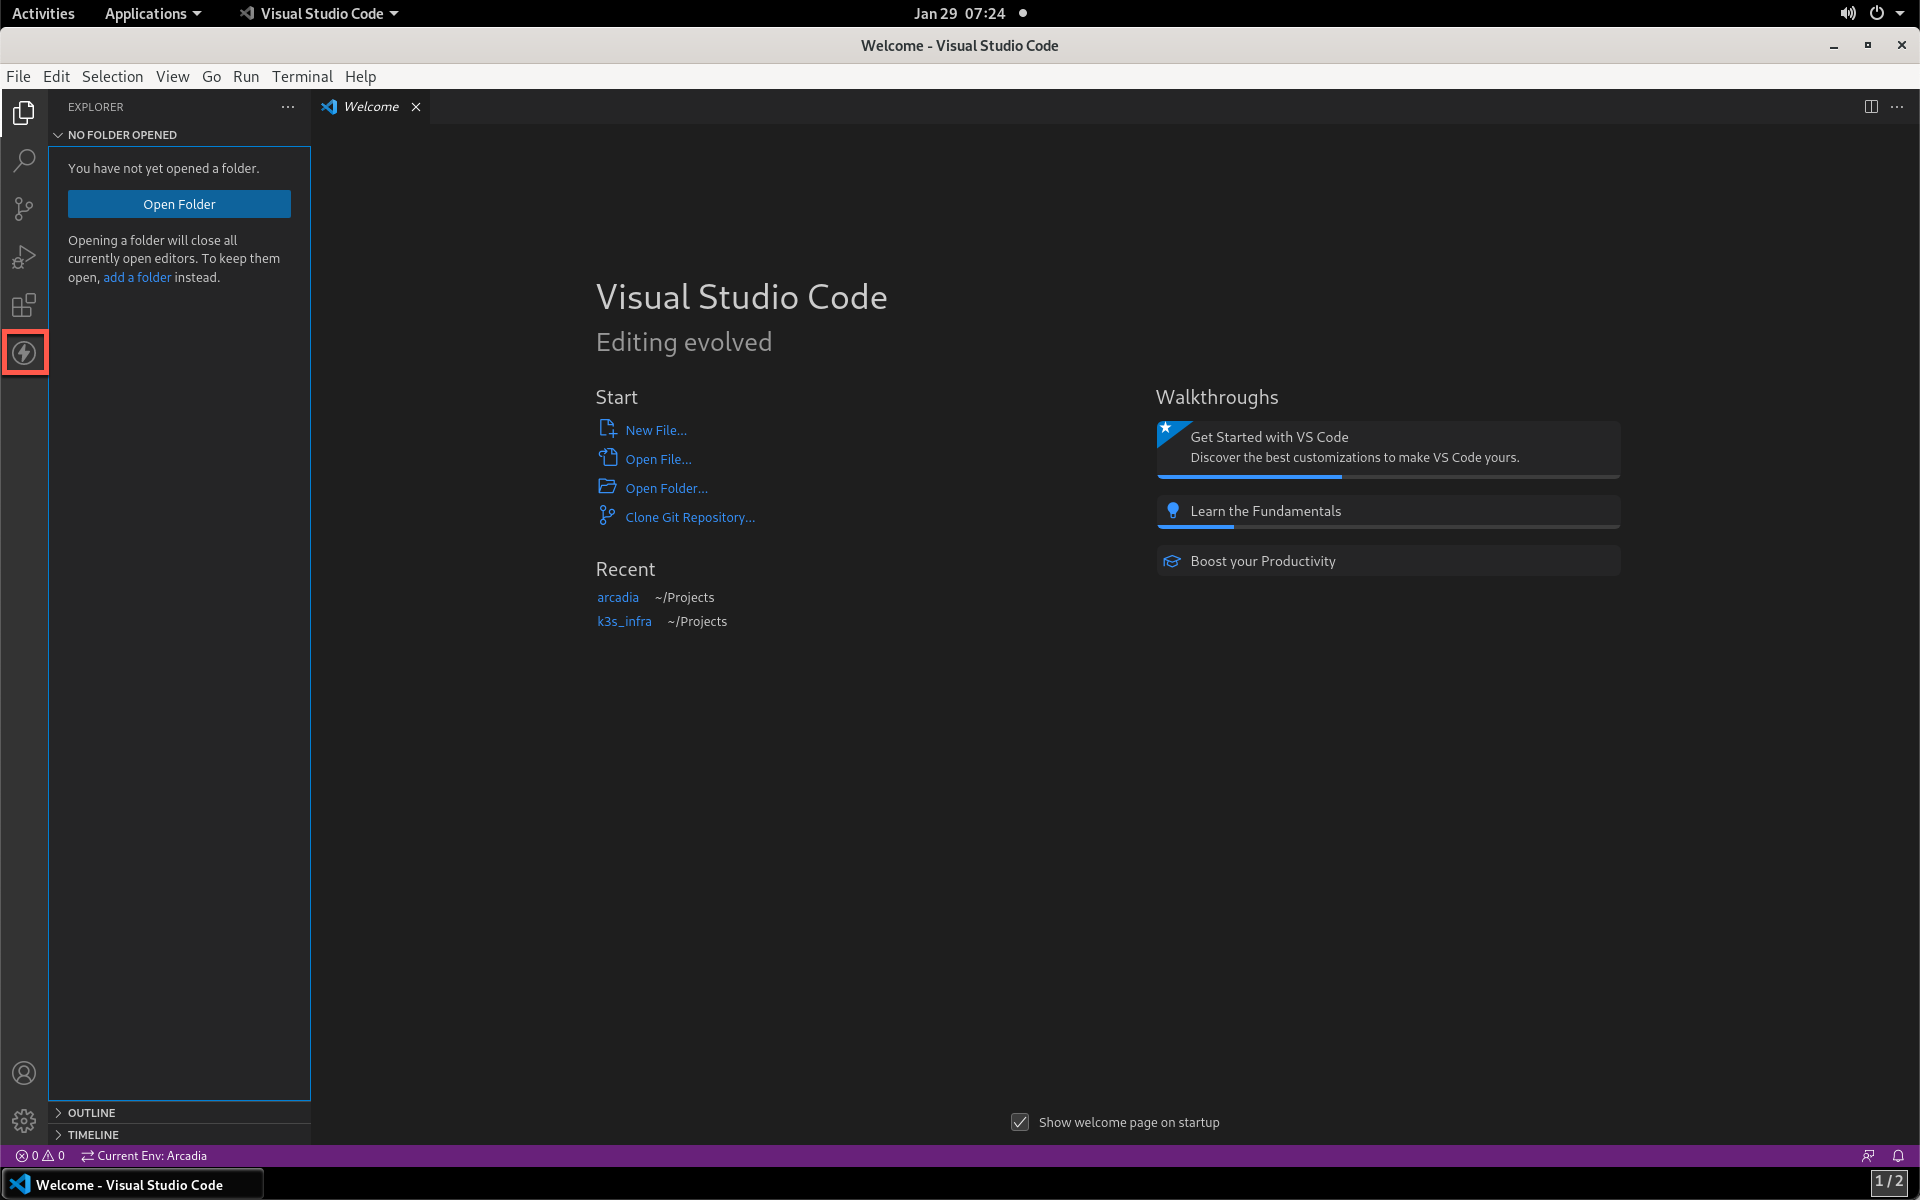 Activities Applications Visual Studio Code Jan 29 07:24
Welcome - Visual Studio Code
File Edit Selection View Go Run Terminal Help
EXPLORER
Welcome
NO FOLDER OPENED
You have not yet opened a folder.
Open Folder
Opening a folder will close all
currently open editors. To keep them
open, add a folder instead.
Visual Studio Code
Editing evolved
Start
New File...
Open File...
Open Folder...
Clone Git Repository...
Recent
arcadia ~/Projects
k3s_infra ~/Projects
Walkthroughs
Get Started with VS Code
Discover the best customizations to make VS Code yours.
Learn the Fundamentals
Boost your Productivity
OUTLINE
TIMELINE
Show welcome page on startup
0 0 Current Env: Arcadia
Welcome - Visual Studio Code
1 / 2